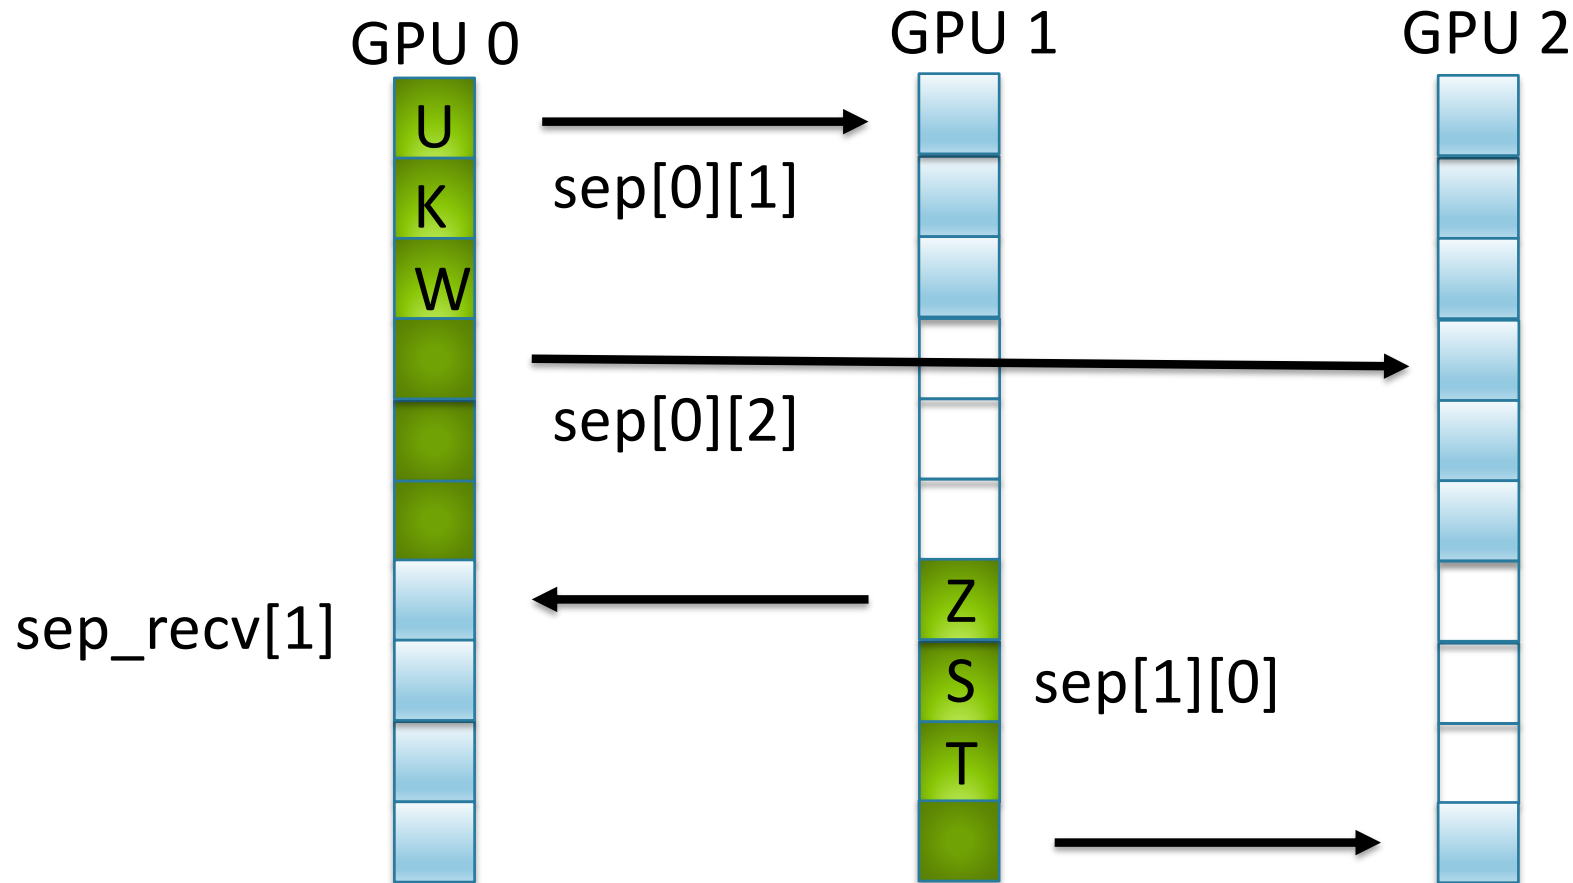 GPU 0
GPU 1
GPU 2
U
sep[0][1]
K
W
sep[0][2]
sep_recv[1]
Z
S
sep[1][0]
T